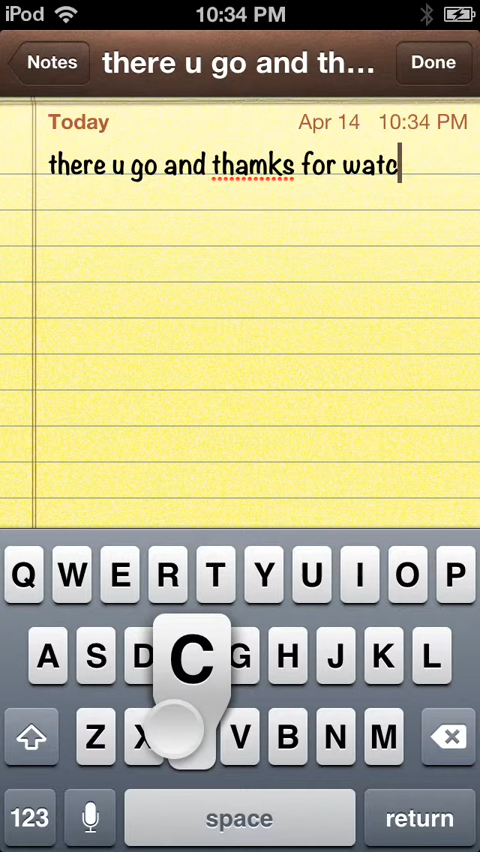 iPod 10:34 PM
Notes there u go and th... Done
Today Apr 14 10:34 PM
there u go and thamks for watc
Q W E R T Y U I O P
A S D C G H J K L
Z X V B N M
123 space return